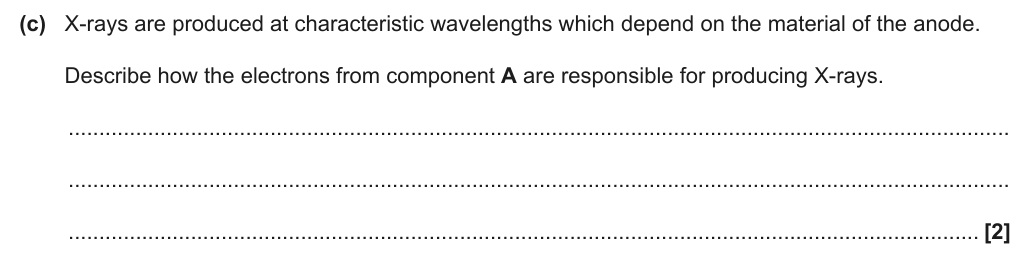 (c) X-rays are produced at characteristic wavelengths which depend on the material of the anode.
Describe how the electrons from component A are responsible for producing X-rays.
................................................................................................................................................
................................................................................................................................................
........................................................................................................................................... [2]